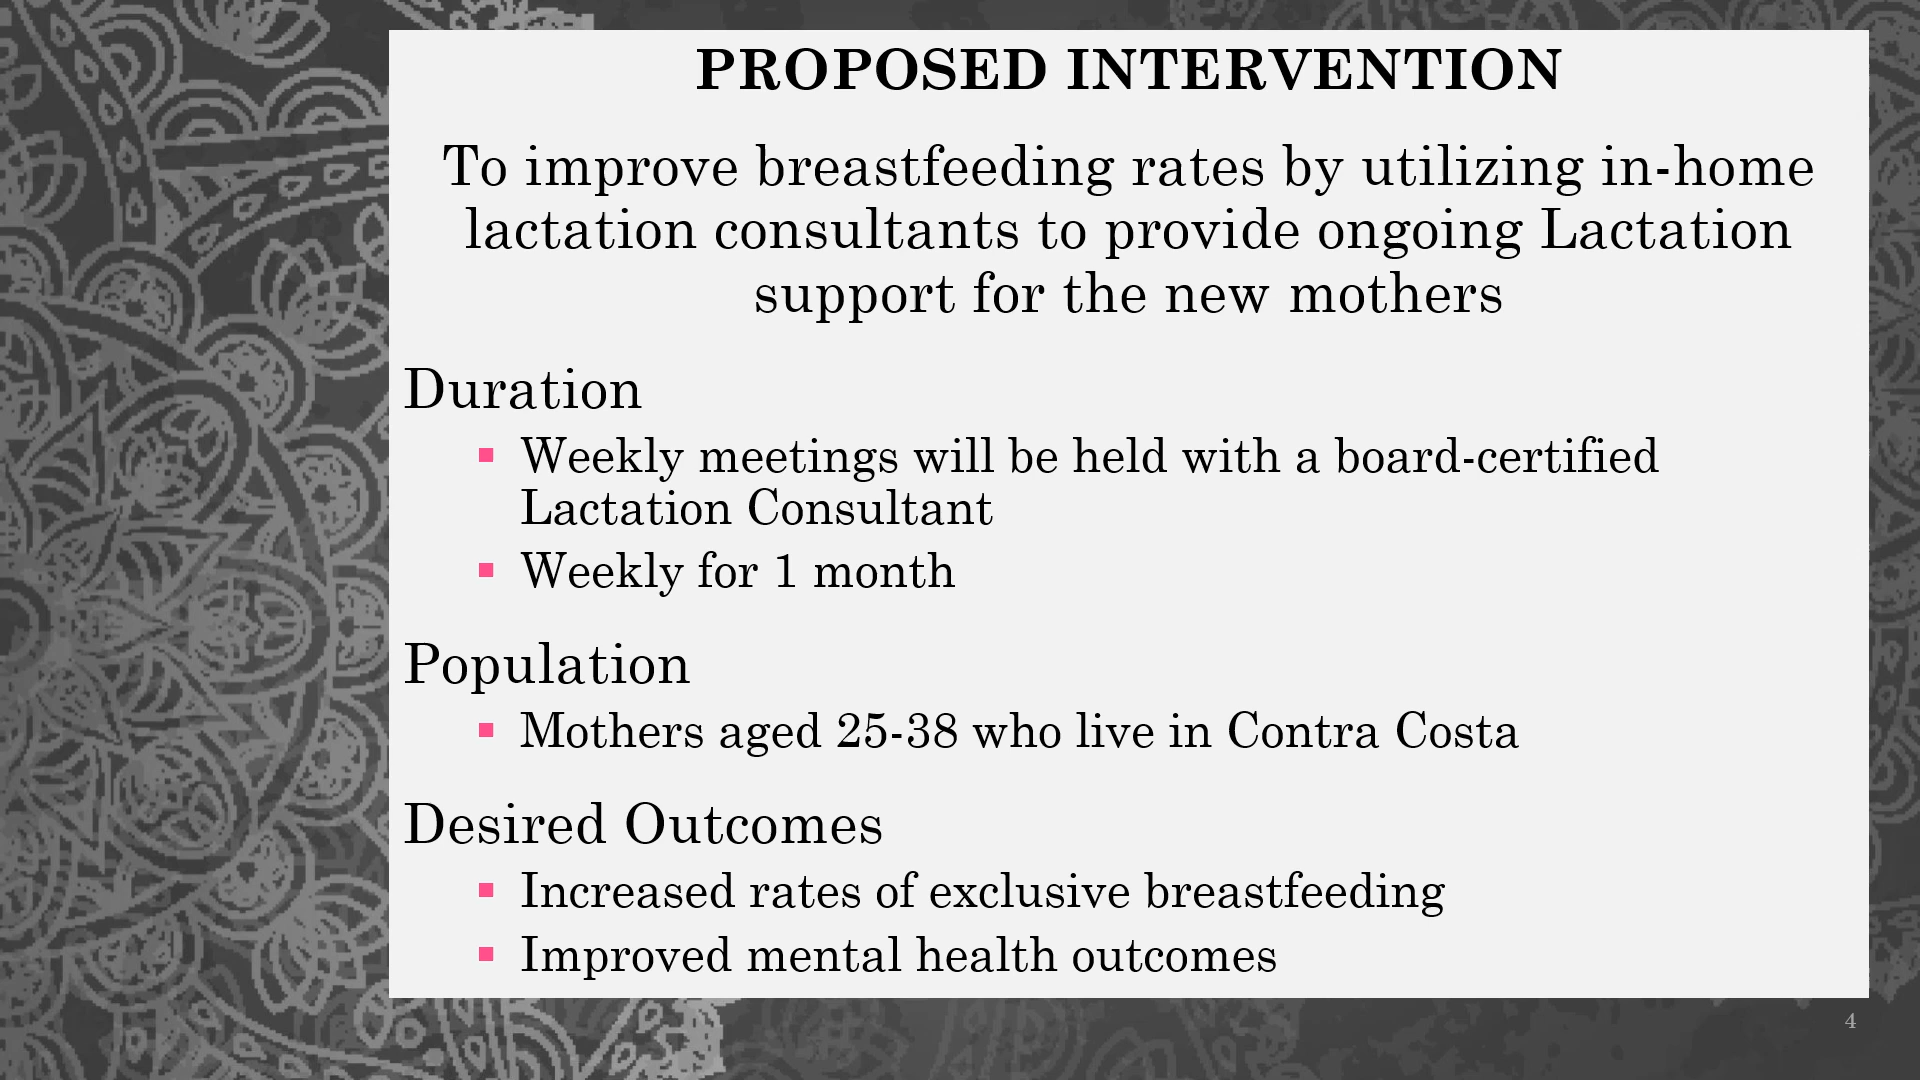 PROPOSED INTERVENTION
To improve breastfeeding rates by utilizing in-home
lactation consultants to provide ongoing Lactation
support for the new mothers
Duration
▪ Weekly meetings will be held with a board-certified
Lactation Consultant
▪ Weekly for 1 month
Population
▪ Mothers aged 25-38 who live in Contra Costa
Desired Outcomes
▪ Increased rates of exclusive breastfeeding
▪ Improved mental health outcomes
4